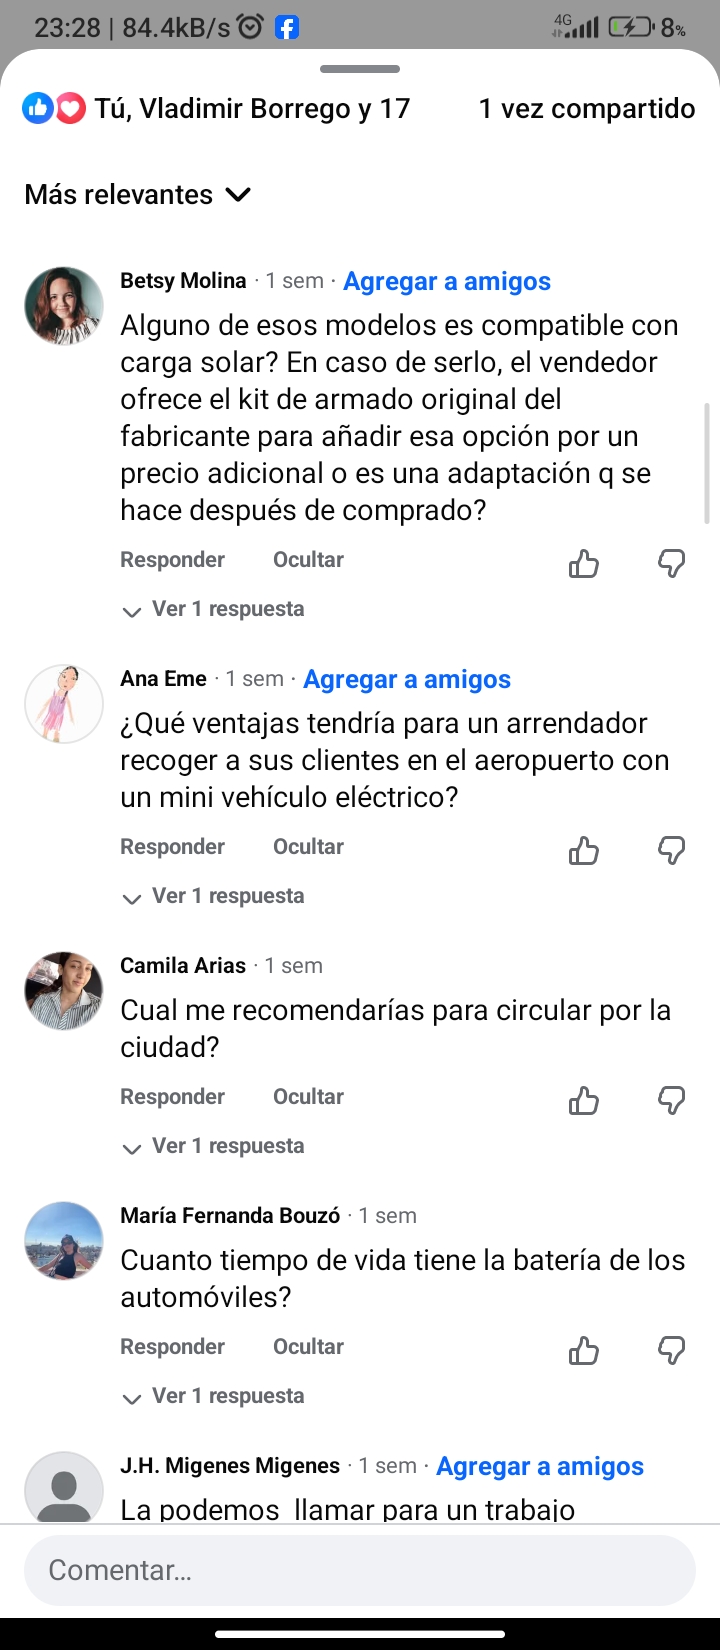 23:28 | 84.4kB/s
4G
8%
Tú, Vladimir Borrego y 17
1 vez compartido
Más relevantes
Betsy Molina · 1 sem · Agregar a amigos
Alguno de esos modelos es compatible con
carga solar? En caso de serlo, el vendedor
ofrece el kit de armado original del
fabricante para añadir esa opción por un
precio adicional o es una adaptación q se
hace después de comprado?
Responder Ocultar
Ver 1 respuesta
Ana Eme · 1 sem · Agregar a amigos
¿Qué ventajas tendría para un arrendador
recoger a sus clientes en el aeropuerto con
un mini vehículo eléctrico?
Responder Ocultar
Ver 1 respuesta
Camila Arias · 1 sem
Cual me recomendarías para circular por la
ciudad?
Responder Ocultar
Ver 1 respuesta
María Fernanda Bouzó · 1 sem
Cuanto tiempo de vida tiene la batería de los
automóviles?
Responder Ocultar
Ver 1 respuesta
J.H. Migenes Migenes · 1 sem · Agregar a amigos
La podemos llamar para un trabajo
Comentar...